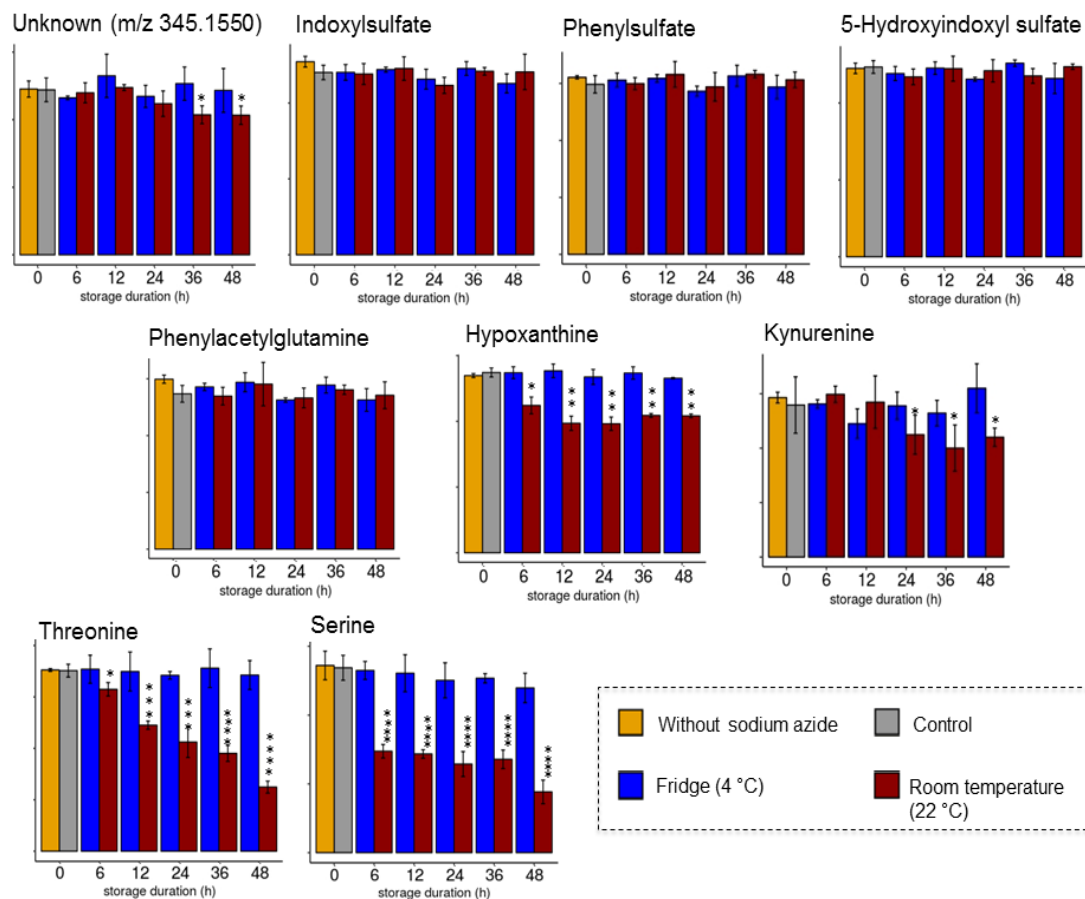 Unknown (m/z 345.1550)
Indoxylsulfate
Phenylsulfate
5-Hydroxyindoxyl sulfate
*
*
0 6 12 24 36 48
storage duration (h)
0 6 12 24 36 48
storage duration (h)
0 6 12 24 36 48
storage duration (h)
0 6 12 24 36 48
storage duration (h)
Phenylacetylglutamine
Hypoxanthine
Kynurenine
*
**
**
**
**
*
*
*
0 6 12 24 36 48
storage duration (h)
0 6 12 24 36 48
storage duration (h)
0 6 12 24 36 48
storage duration (h)
Threonine
Serine
*
***
***
****
****
****
****
****
****
****
0 6 12 24 36 48
storage duration (h)
0 6 12 24 36 48
storage duration (h)
Without sodium azide
Control
Fridge (4 °C)
Room temperature
(22 °C)